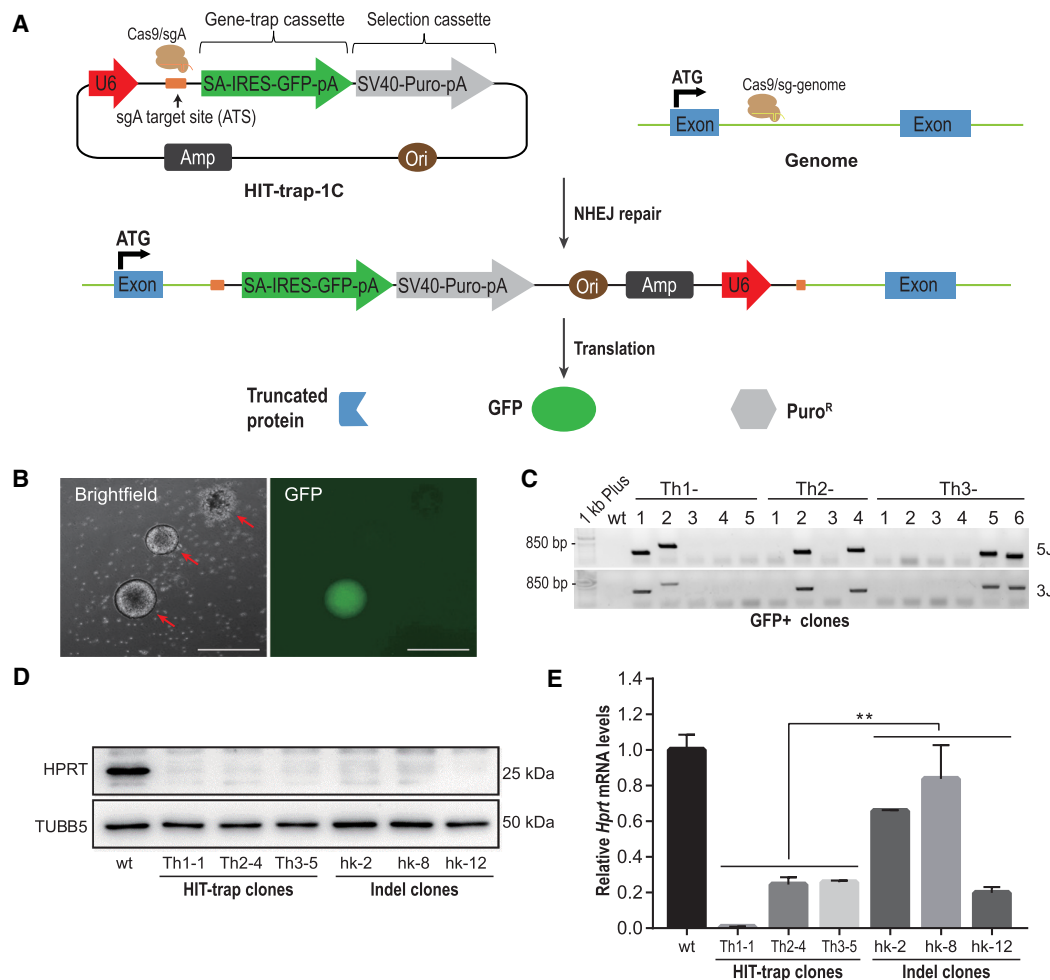 A
Gene-trap cassette
Selection cassette
Cas9/sgA
U6
SA-IRES-GFP-pA
SV40-Puro-pA
sgA target site (ATS)
Amp
Ori
HIT-trap-1C
ATG
Cas9/sg-genome
Exon
Exon
Genome
NHEJ repair
ATG
Exon
SA-IRES-GFP-pA
SV40-Puro-pA
Ori
Amp
U6
Exon
Translation
Truncated
protein
GFP
Puroᴿ
B
Brightfield
GFP
C
1 kb Plus
Th1-
Th2-
Th3-
wt 1 2 3 4 5 1 2 3 4 1 2 3 4 5 6
850 bp
5J
850 bp
3J
GFP+ clones
D
HPRT
25 kDa
TUBB5
50 kDa
wt Th1-1 Th2-4 Th3-5 hk-2 hk-8 hk-12
HIT-trap clones
Indel clones
E
Relative Hprt mRNA levels
1.4
1.2
1.0
0.8
0.6
0.4
0.2
0.0
**
wt Th1-1 Th2-4 Th3-5 hk-2 hk-8 hk-12
HIT-trap clones
Indel clones